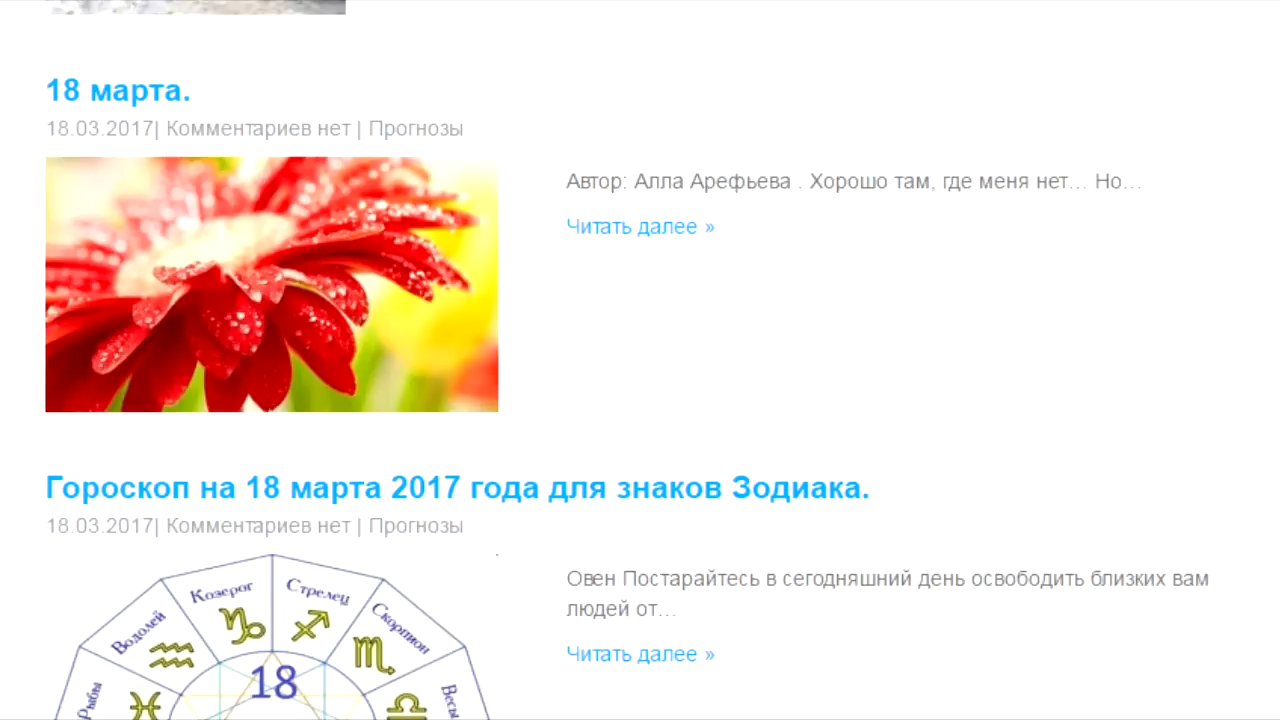 18 марта.
18.03.2017| Комментариев нет | Прогнозы
Автор: Алла Арефьева . Хорошо там, где меня нет… Но…
Читать далее »
Гороскоп на 18 марта 2017 года для знаков Зодиака.
18.03.2017| Комментариев нет | Прогнозы
Овен Постарайтесь в сегодняшний день освободить близких вам
людей от…
Читать далее »
Рыбы
Водолей
Козерог
Стрелец
Скорпион
Весы
18